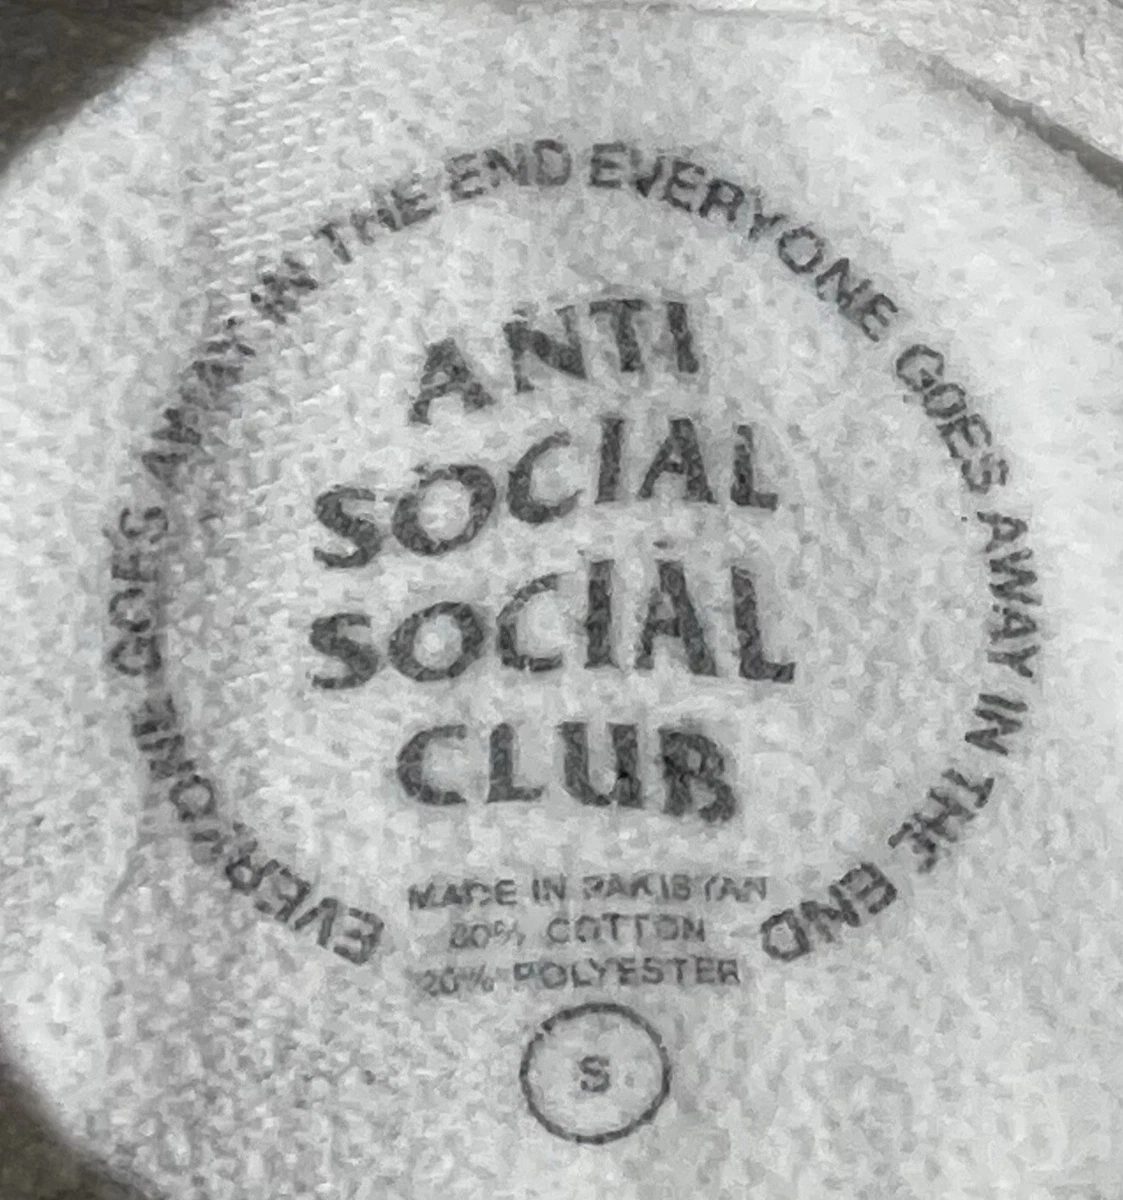 EVERYONE GOES AWAY IN THE END EVERYONE GOES AWAY IN THE END
ANTI
SOCIAL
SOCIAL
CLUB
MADE IN PAKISTAN
80% COTTON
20% POLYESTER
S